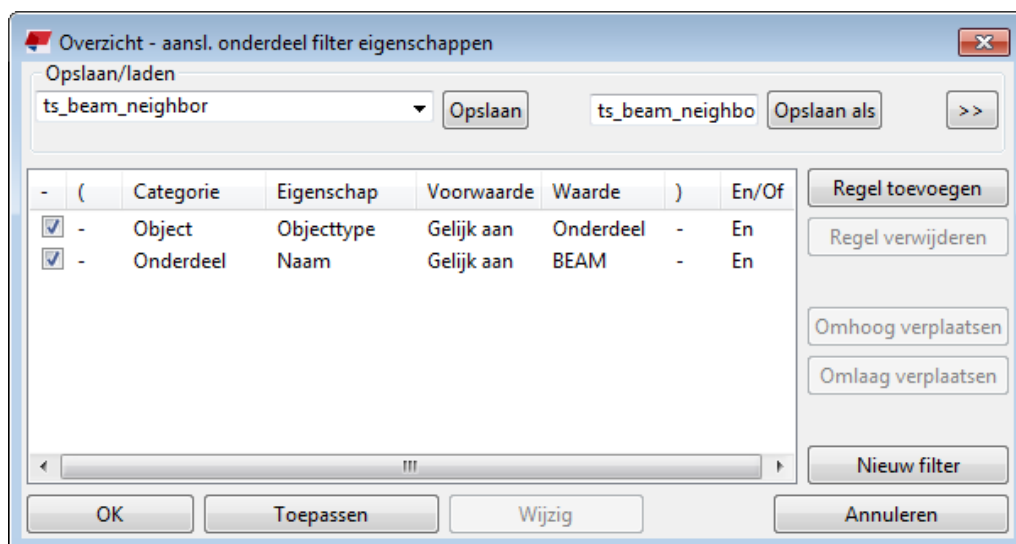 Overzicht - aansl. onderdeel filter eigenschappen
Opslaan/laden
ts_beam_neighbor Opslaan ts_beam_neighbo Opslaan als >>
- ( Categorie Eigenschap Voorwaarde Waarde ) En/Of Regel toevoegen
- Object Objecttype Gelijk aan Onderdeel - En Regel verwijderen
- Onderdeel Naam Gelijk aan BEAM - En
Omhoog verplaatsen
Omlaag verplaatsen
Nieuw filter
OK Toepassen Wijzig Annuleren